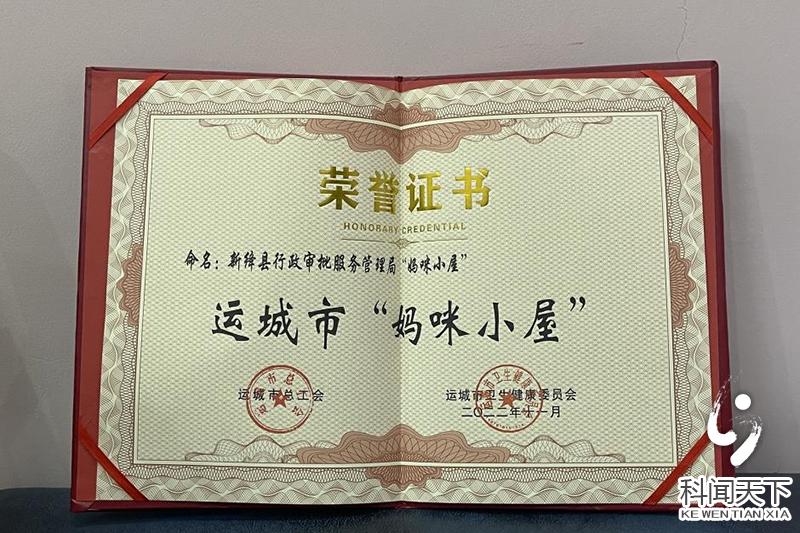 荣誉证书
HONORARY CREDENTIAL
命名：新绛县行政审批服务管理局“妈咪小屋”
运城市“妈咪小屋”
运城市总工会
运城市卫生健康委员会
二〇二二年十一月
科闻天下
KE WEN TIAN XIA